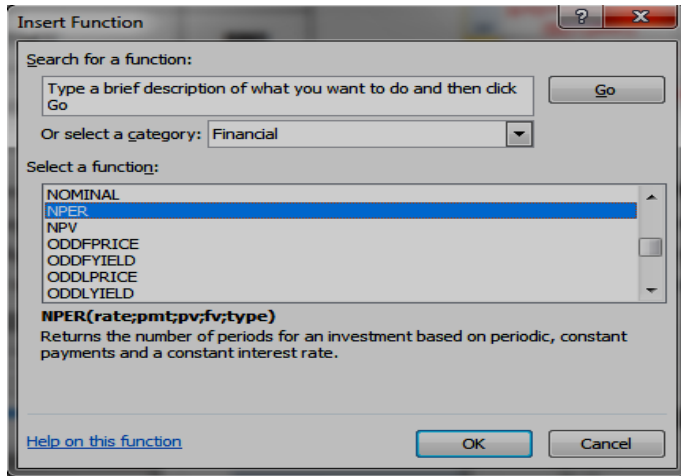 Insert Function
Search for a function:
Type a brief description of what you want to do and then click
Go
Go
Or select a category: Financial
Select a function:
NOMINAL
NPER
NPV
ODDFPRICE
ODDFYIELD
ODDLPRICE
ODDLYIELD
NPER(rate;pmt;pv;fv;type)
Returns the number of periods for an investment based on periodic, constant
payments and a constant interest rate.
Help on this function
OK
Cancel